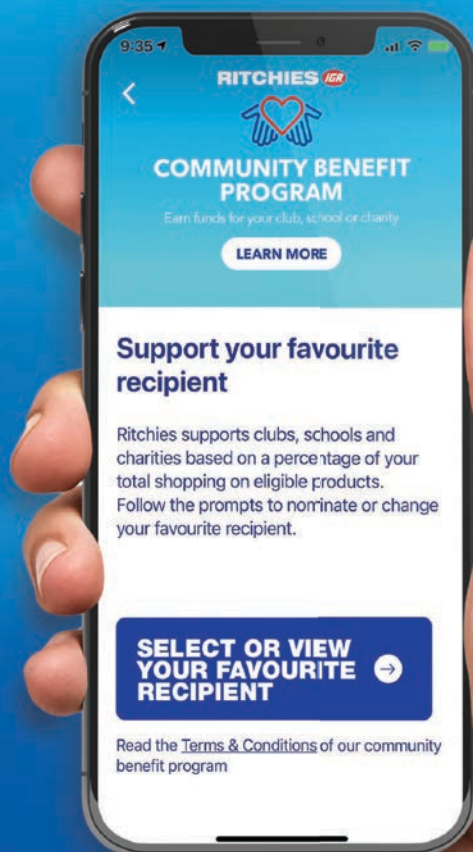 9:35
RITCHIES IGA
COMMUNITY BENEFIT
PROGRAM
Earn funds for your club, school or charity
LEARN MORE
Support your favourite
recipient
Ritchies supports clubs, schools and
charities based on a percentage of your
total shopping on eligible products.
Follow the prompts to nominate or change
your favourite recipient.
SELECT OR VIEW
YOUR FAVOURITE
RECIPIENT
Read the Terms & Conditions of our community
benefit program